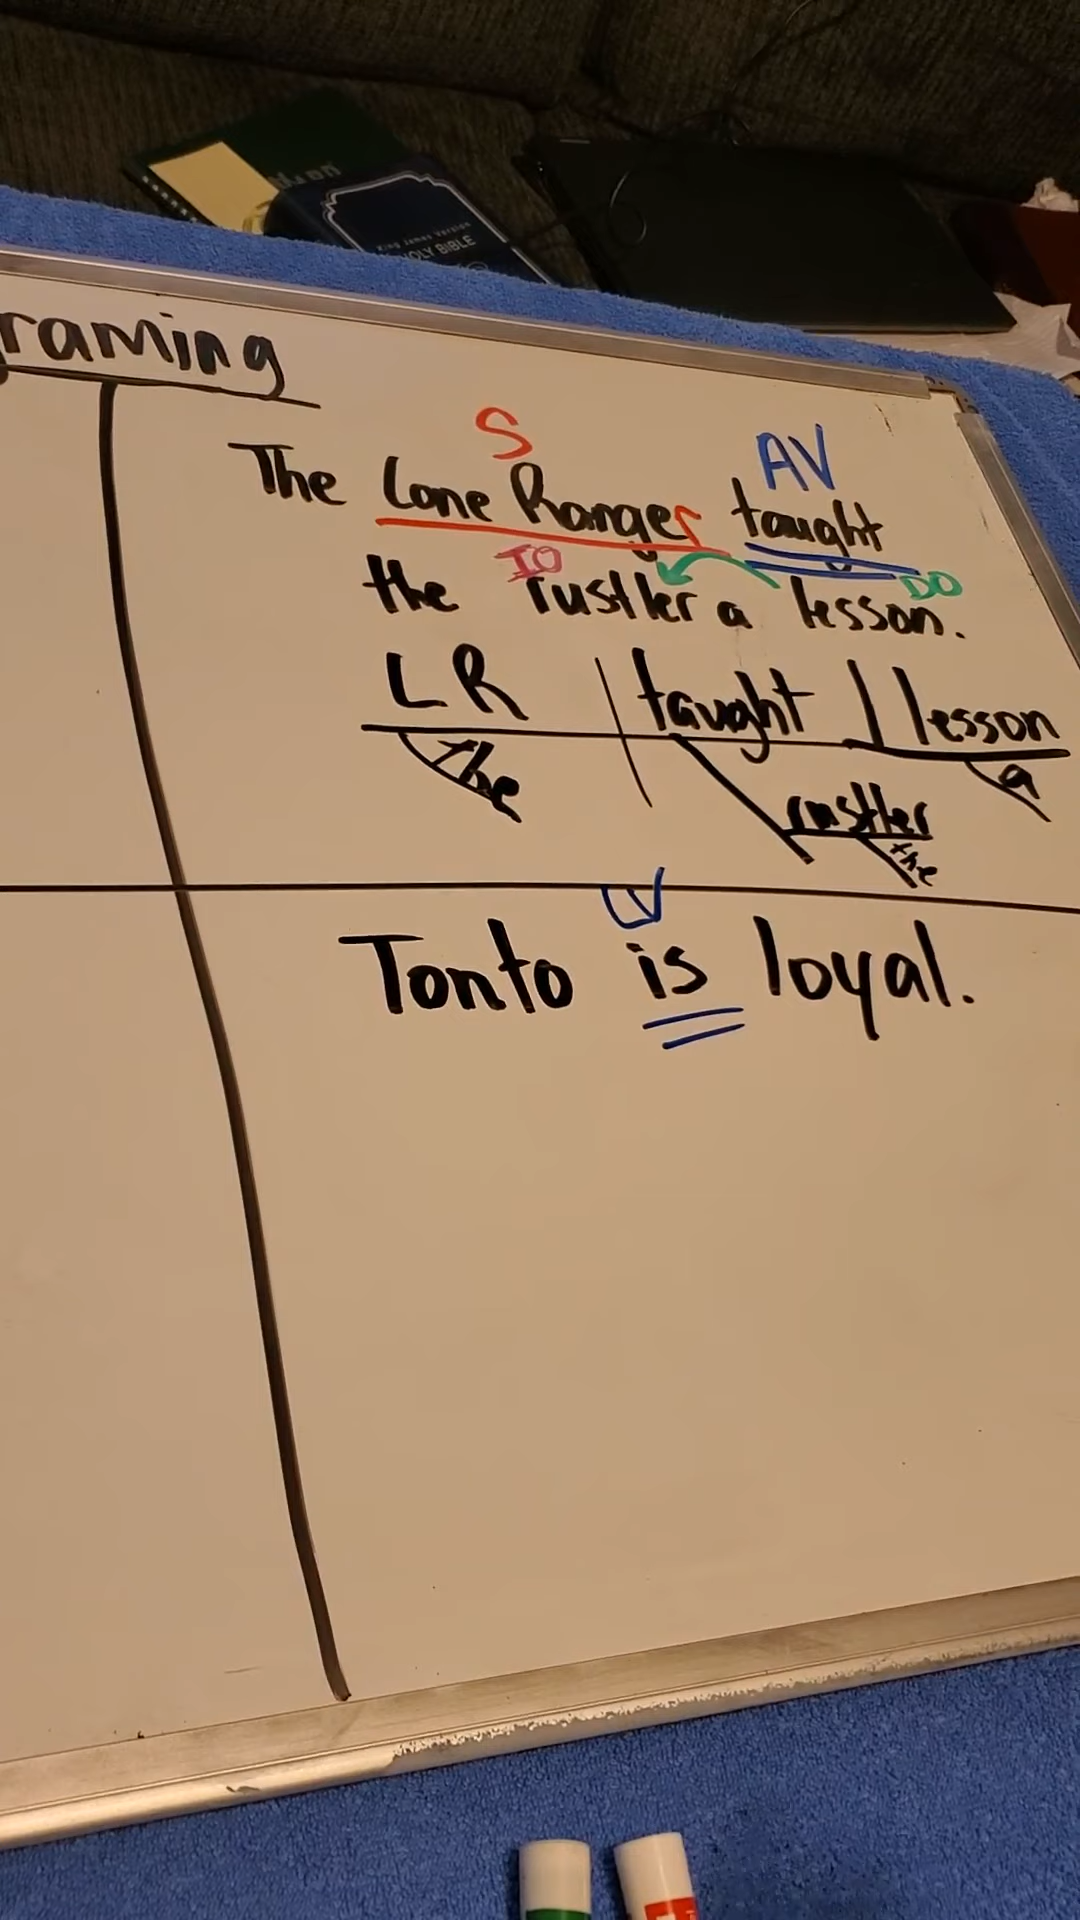 King James Version
HOLY BIBLE
raming
S
AV
The Lone Ranger taught
IO
DO
the rustler a lesson.
LR taught lesson
the
a
rustler
the
LV
Tonto is loyal.